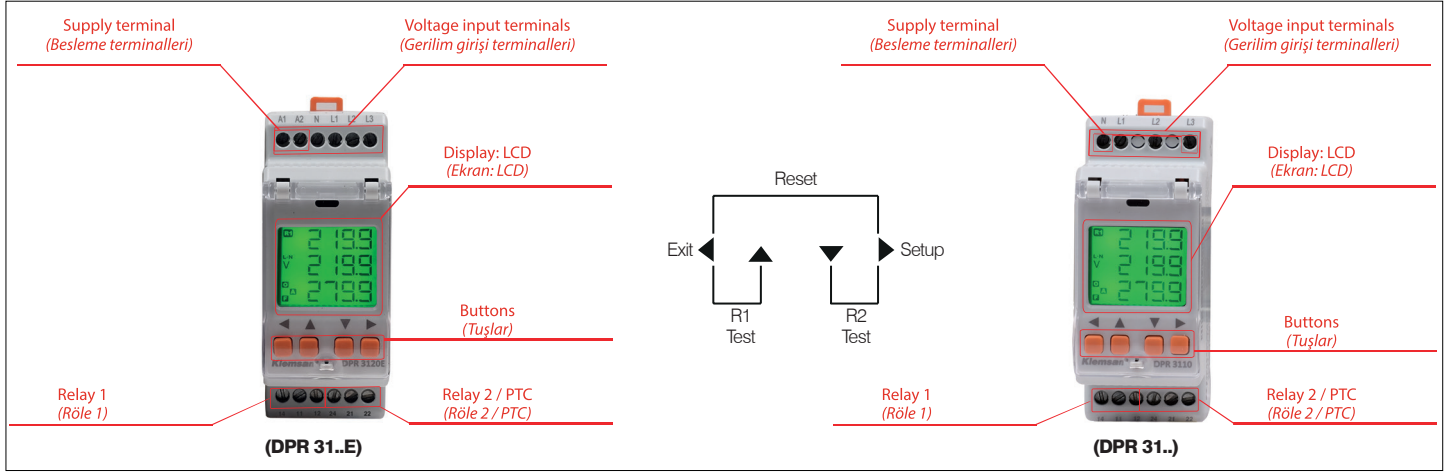 Supply terminal
(Besleme terminalleri)
Voltage input terminals
(Gerilim girişi terminalleri)
A1 A2 N L1 L2 L3
Display: LCD
(Ekran: LCD)
219.9
L-N
V
219.9
279.9
Buttons
(Tuşlar)
Klemsan
DPR 3120E
Relay 1
(Röle 1)
Relay 2 / PTC
(Röle 2 / PTC)
(DPR 31..E)
Reset
Exit
Setup
R1
Test
R2
Test
Supply terminal
(Besleme terminalleri)
Voltage input terminals
(Gerilim girişi terminalleri)
N L1 L2 L3
Display: LCD
(Ekran: LCD)
219.9
L-N
V
219.9
279.9
Buttons
(Tuşlar)
Klemsan
DPR 3110
Relay 1
(Röle 1)
Relay 2 / PTC
(Röle 2 / PTC)
(DPR 31..)